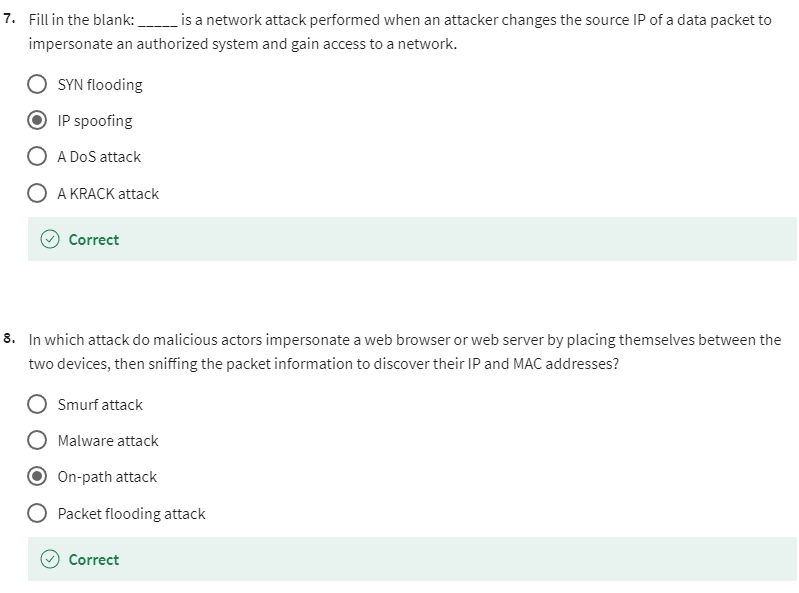 7. Fill in the blank: _____ is a network attack performed when an attacker changes the source IP of a data packet to
impersonate an authorized system and gain access to a network.
SYN flooding
IP spoofing
A DoS attack
A KRACK attack
Correct
8. In which attack do malicious actors impersonate a web browser or web server by placing themselves between the
two devices, then sniffing the packet information to discover their IP and MAC addresses?
Smurf attack
Malware attack
On-path attack
Packet flooding attack
Correct